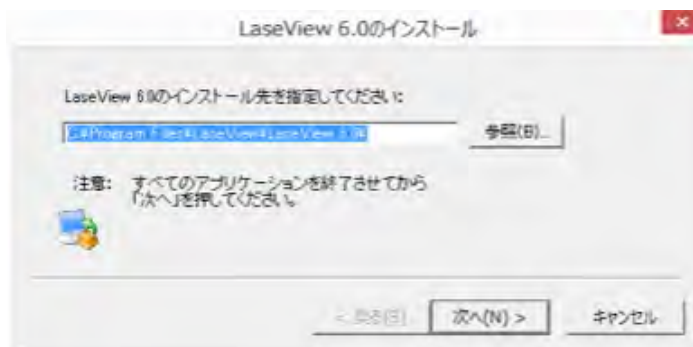 LaseView 6.0のインストール
LaseView 6.0のインストール先を指定してください:
C:¥Program Files¥LaseView¥LaseView 6.0¥
参照(B)...
注意: すべてのアプリケーションを終了させてから
「次へ」を押してください。
< 戻る(B)
次へ(N) >
キャンセル